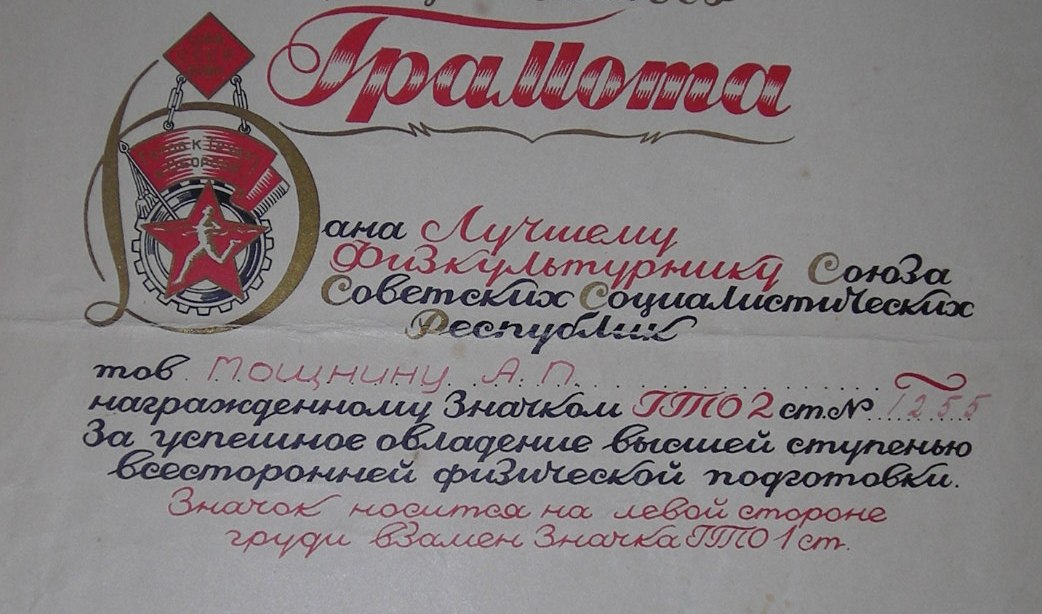 Грамота
Дана Лучшему
Физкультурнику Союза
Советских Социалистических
Республик
тов. Мощнину А. П.
награжденному Значком ГТО 2 ст. № 1255
За успешное овладение высшей ступенью
всесторонней физической подготовки.
Значок носится на левой стороне
груди взамен Значка ГТО 1 ст.